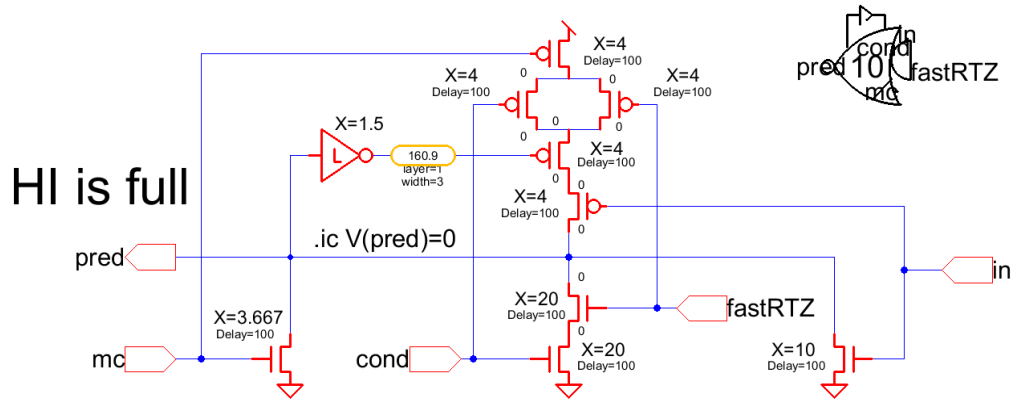 X=4
Delay=100
0
0
X=4
Delay=100
X=4
Delay=100
in
cond
pred
10
fastRTZ
mc
X=1.5
L
160.9
layer=1
width=3
0
0
0
X=4
Delay=100
0
0
HI is full
X=4
Delay=100
0
.ic V(pred)=0
pred
in
0
X=20
Delay=100
0
fastRTZ
X=3.667
Delay=100
mc
cond
X=20
Delay=100
X=10
Delay=100